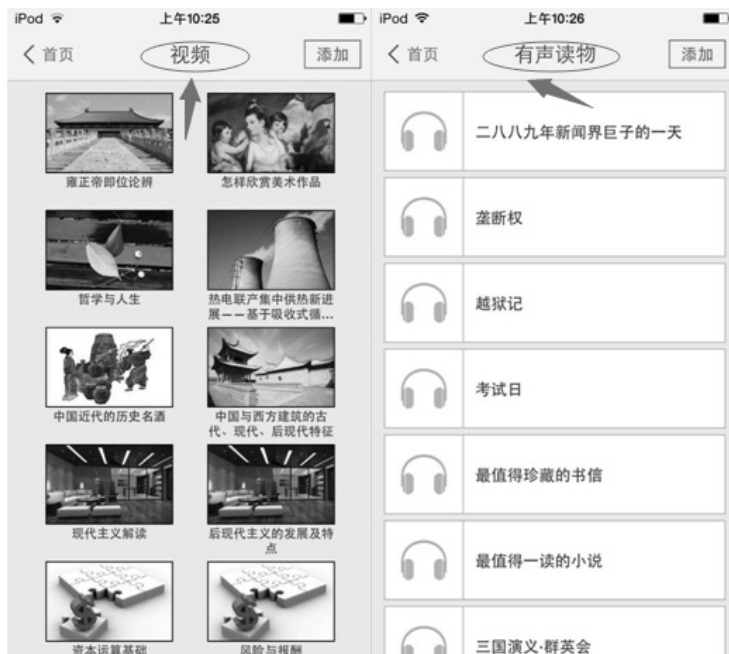 iPod 上午10:25
首页 视频 添加
雍正帝即位论辨
怎样欣赏美术作品
哲学与人生
热电联产集中供热新进
展——基于吸收式循...
中国近代的历史名酒
中国与西方建筑的古
代、现代、后现代特征
现代主义解读
后现代主义的发展及特
点
资本运算基础
风险与报酬
iPod 上午10:26
首页 有声读物 添加
二八八九年新闻界巨子的一天
垄断权
越狱记
考试日
最值得珍藏的书信
最值得一读的小说
三国演义·群英会